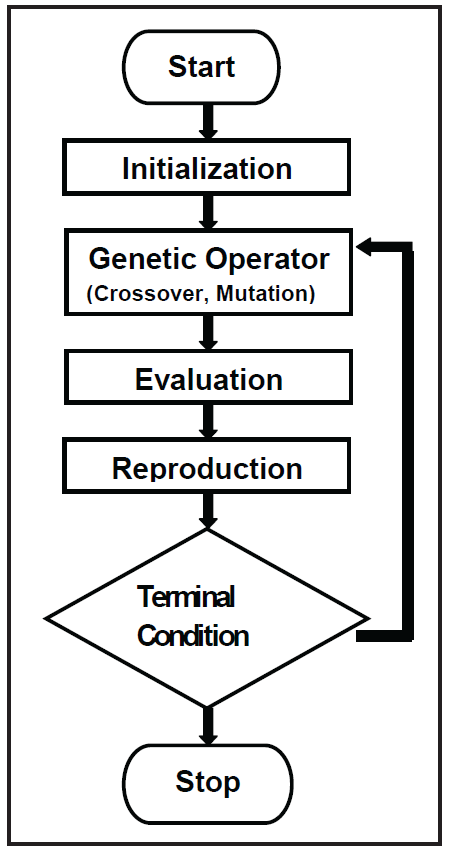 Start
Initialization
Genetic Operator
(Crossover, Mutation)
Evaluation
Reproduction
Terminal
Condition
Stop